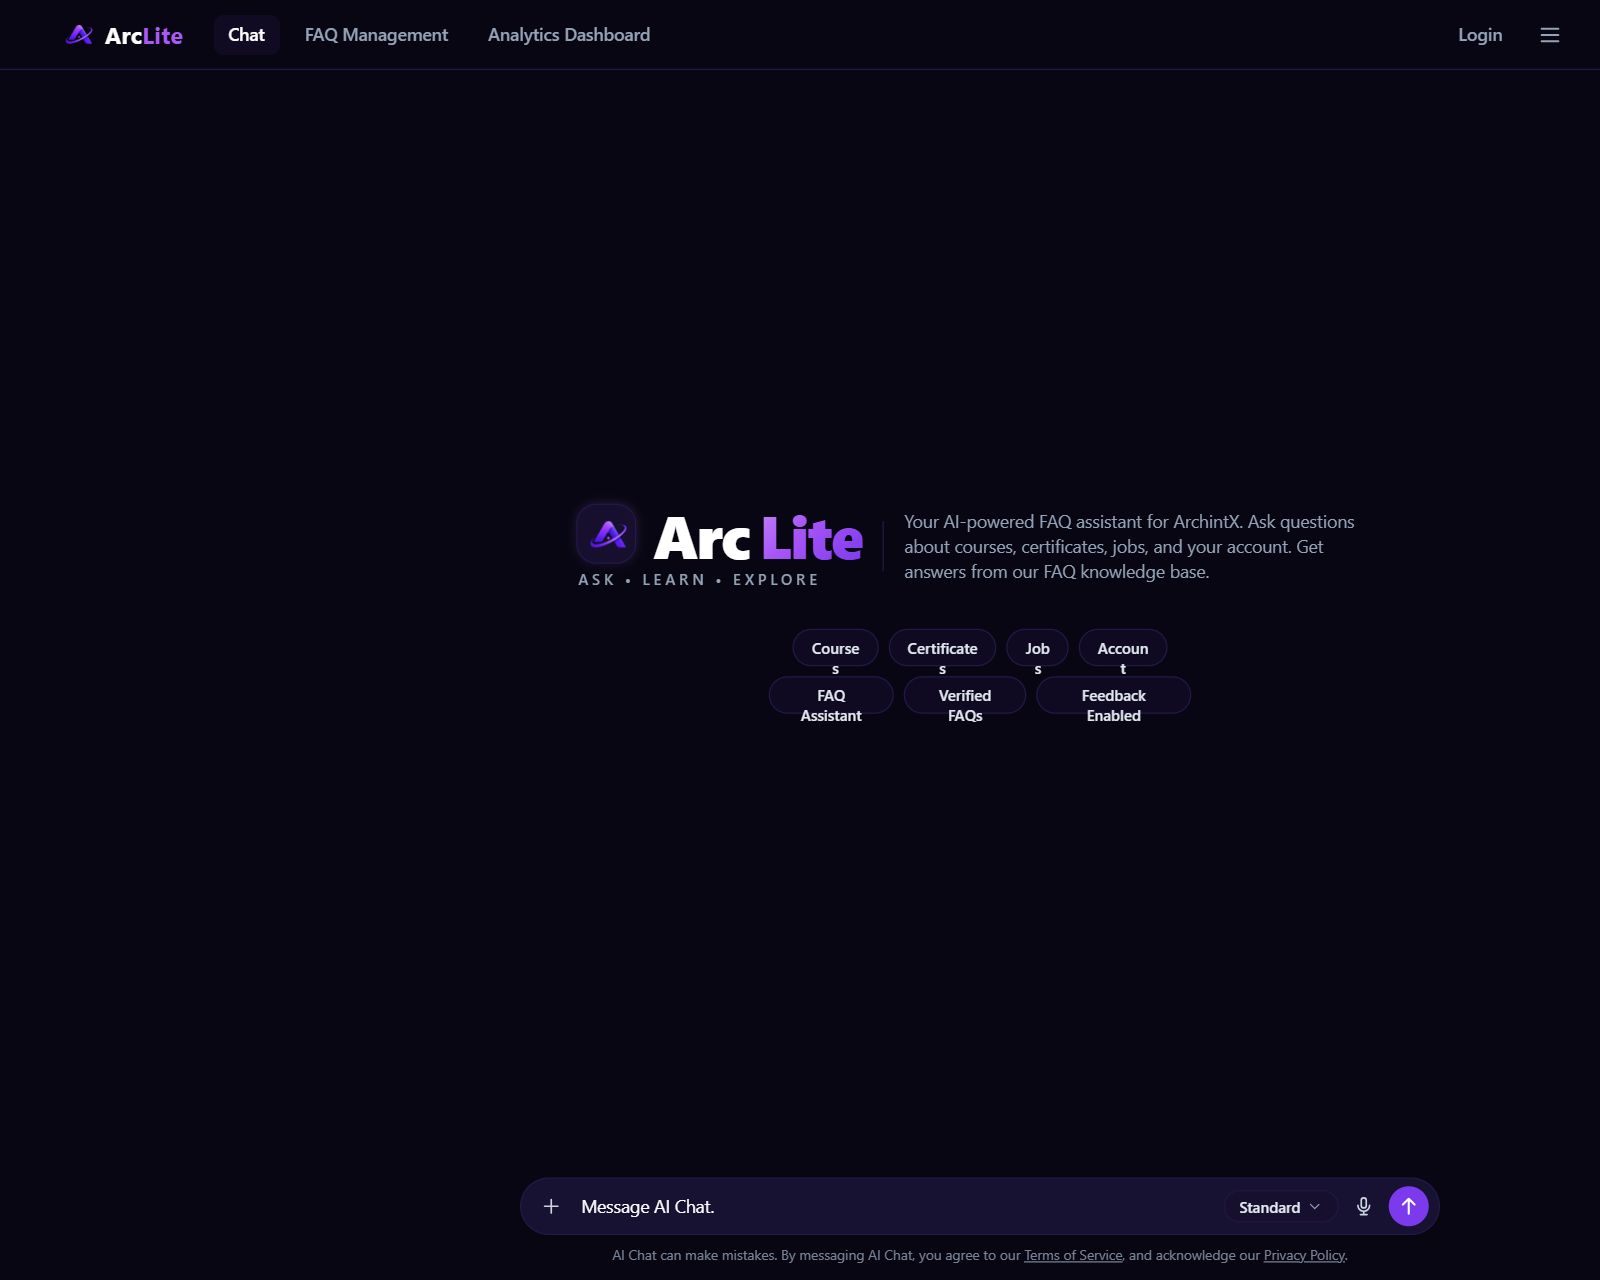 ArcLite
Chat
FAQ Management
Analytics Dashboard
Login
Arc Lite
ASK • LEARN • EXPLORE
Your AI-powered FAQ assistant for ArchintX. Ask questions
about courses, certificates, jobs, and your account. Get
answers from our FAQ knowledge base.
Course
s
Certificate
s
Job
s
Accoun
t
FAQ
Assistant
Verified
FAQs
Feedback
Enabled
Message AI Chat.
Standard
AI Chat can make mistakes. By messaging AI Chat, you agree to our Terms of Service, and acknowledge our Privacy Policy.